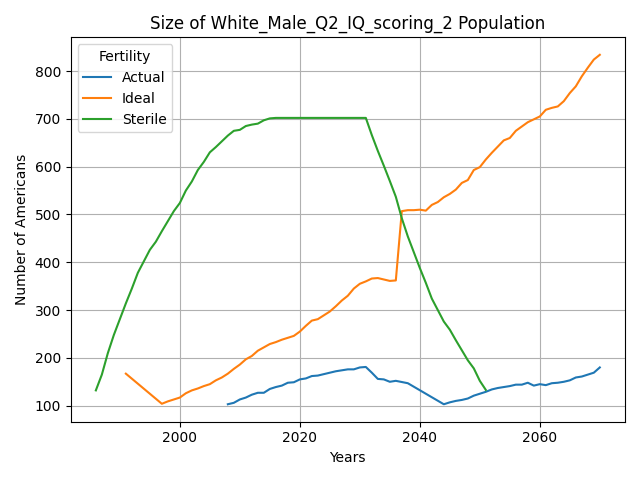 Size of White_Male_Q2_IQ_scoring_2 Population
Fertility
Actual
Ideal
Sterile
800
700
600
500
400
300
200
100
Number of Americans
2000
2020
2040
2060
Years